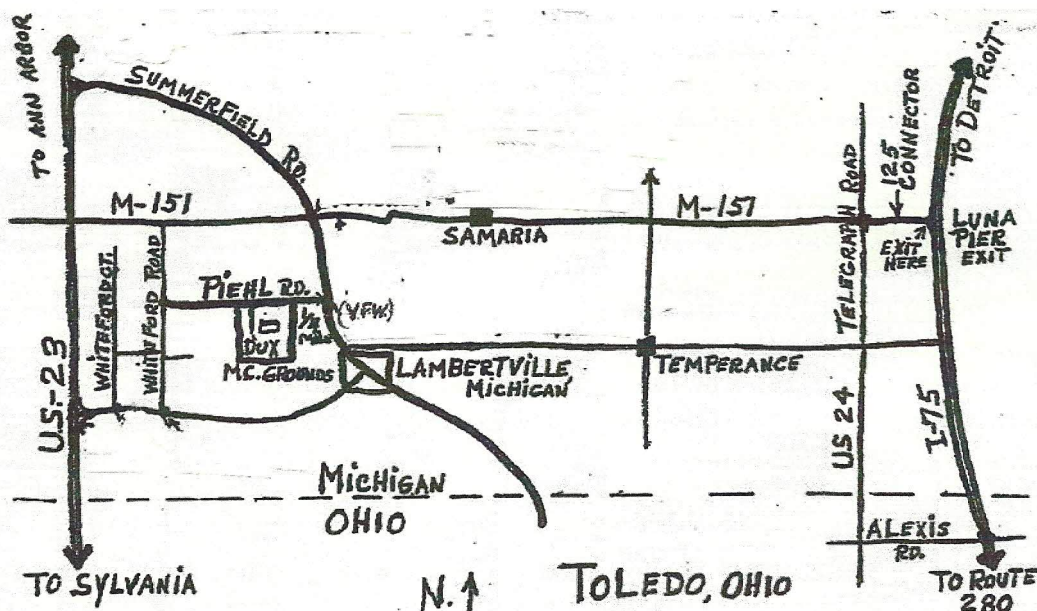 TO ANN ARBOR
SUMMERFIELD RD.
M-151
SAMARIA
M-151
TELEGRAPH ROAD
125
CONNECTOR
TO DETROIT
EXIT
HERE
LUNA
PIER
EXIT
WHITEFORD CT.
WHITEFORD ROAD
PIEHL RD.
1/2
MILE
(V.F.W.)
DUX
M.C. GROUNDS
LAMBERTVILLE
MICHIGAN
TEMPERANCE
U.S.-23
US 24
I-75
MICHIGAN
OHIO
ALEXIS
RD.
TO SYLVANIA
N.
TOLEDO, OHIO
TO ROUTE
280